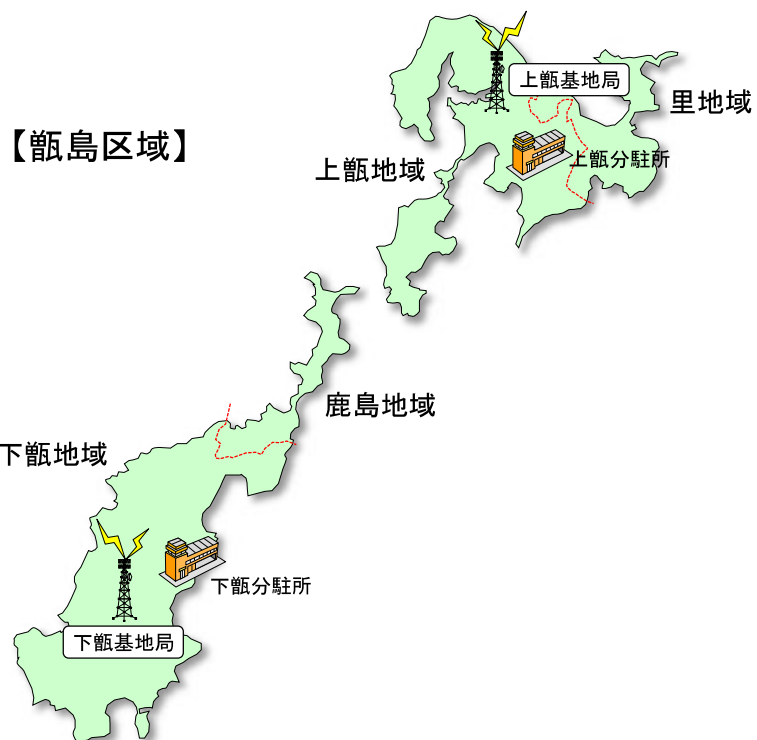 上甑基地局
里地域
【甑島区域】
上甑地域
上甑分駐所
鹿島地域
下甑地域
下甑分駐所
下甑基地局